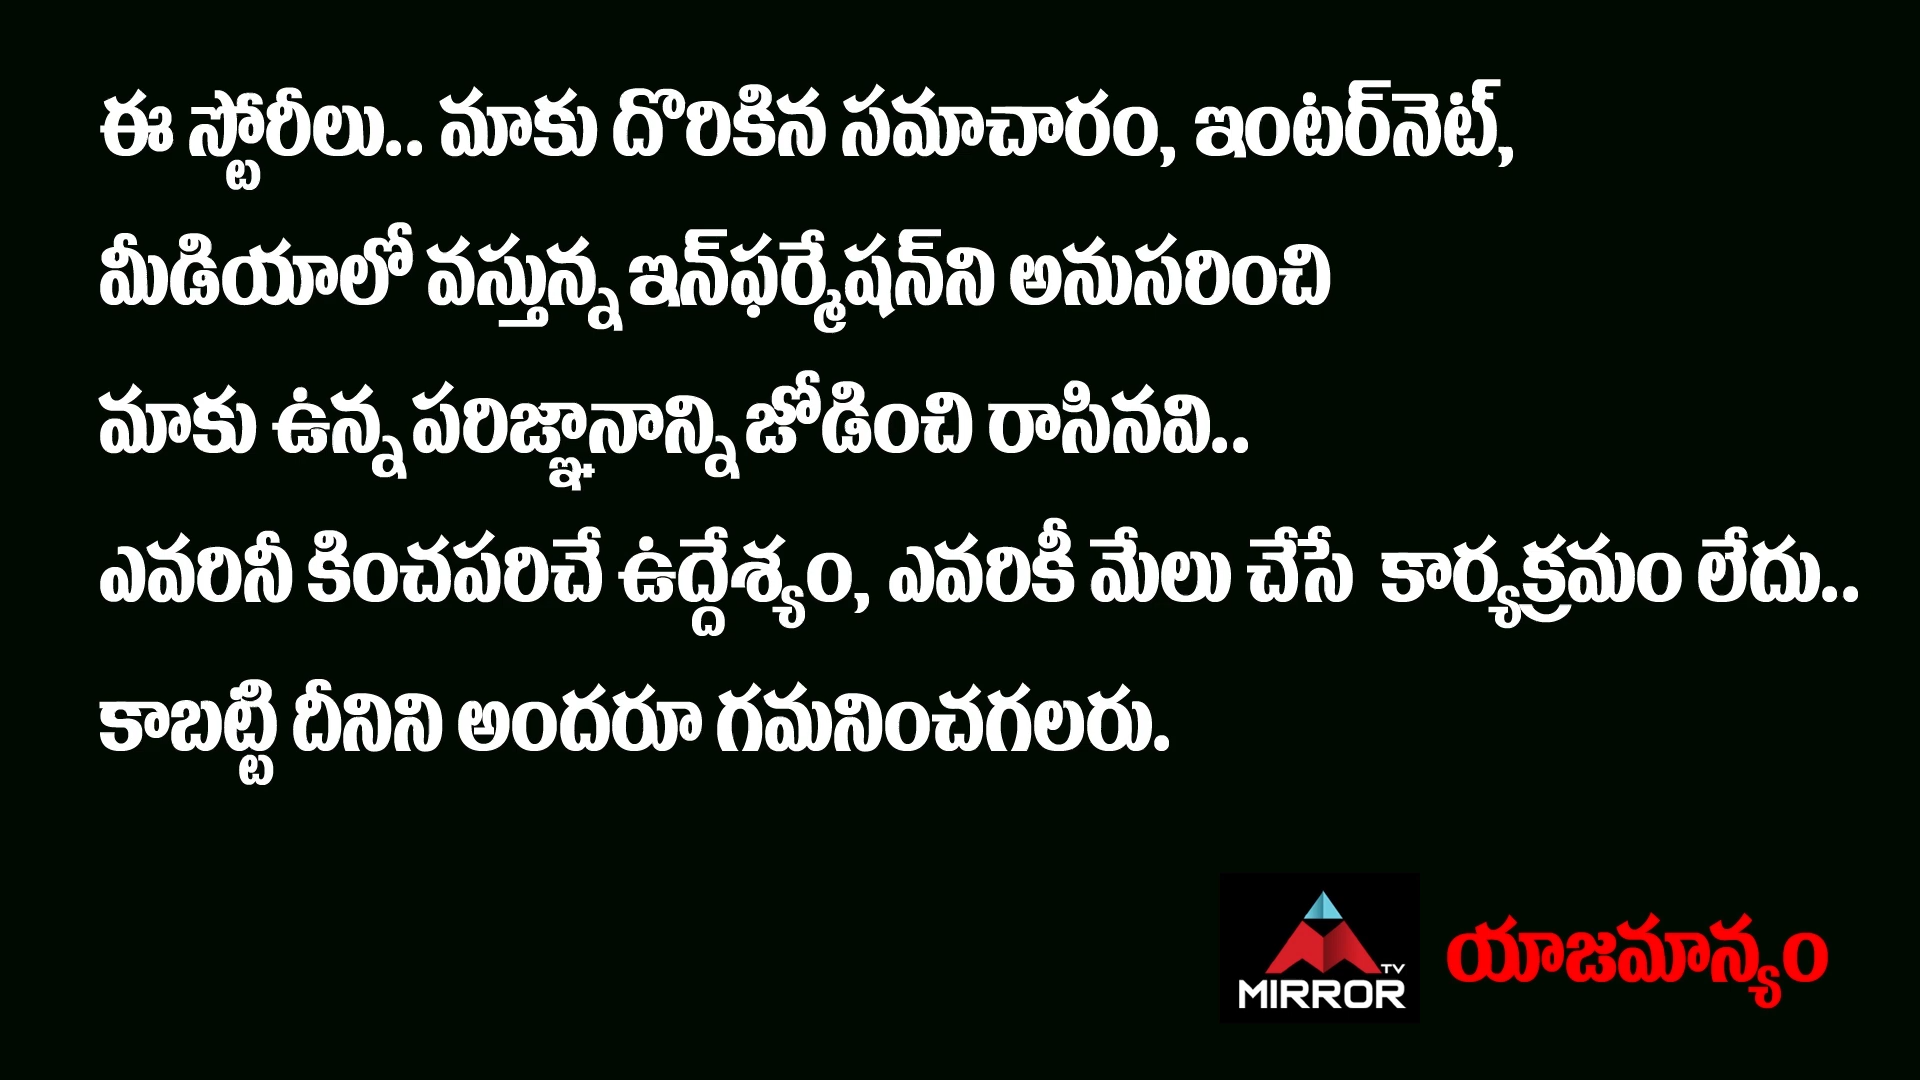 ఈ స్టోరీలు.. మాకు దొరికిన సమాచారం, ఇంటర్‌నెట్,
మీడియాలో వస్తున్న ఇన్‌ఫర్మేషన్‌ని అనుసరించి
మాకు ఉన్న పరిజ్ఞానాన్ని జోడించి రాసినవి..
ఎవరినీ కించపరిచే ఉద్దేశ్యం, ఎవరికీ మేలు చేసే కార్యక్రమం లేదు..
కాబట్టి దీనిని అందరూ గమనించగలరు.
TV
MIRROR
యాజమాన్యం